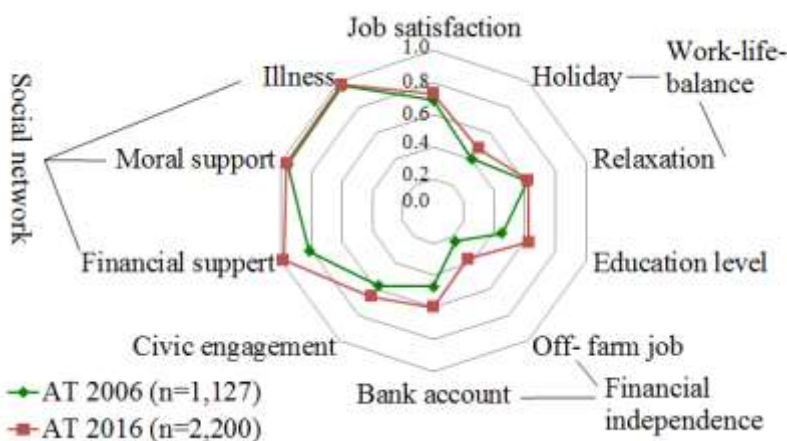 Job satisfaction
1.0
0.8
0.6
0.4
0.2
0.0
Holiday
Work-life-
balance
Relaxation
Education level
Off- farm job
Financial
independence
Bank account
Civic engagement
Financial support
Moral support
Illness
Social network
AT 2006 (n=1,127)
AT 2016 (n=2,200)